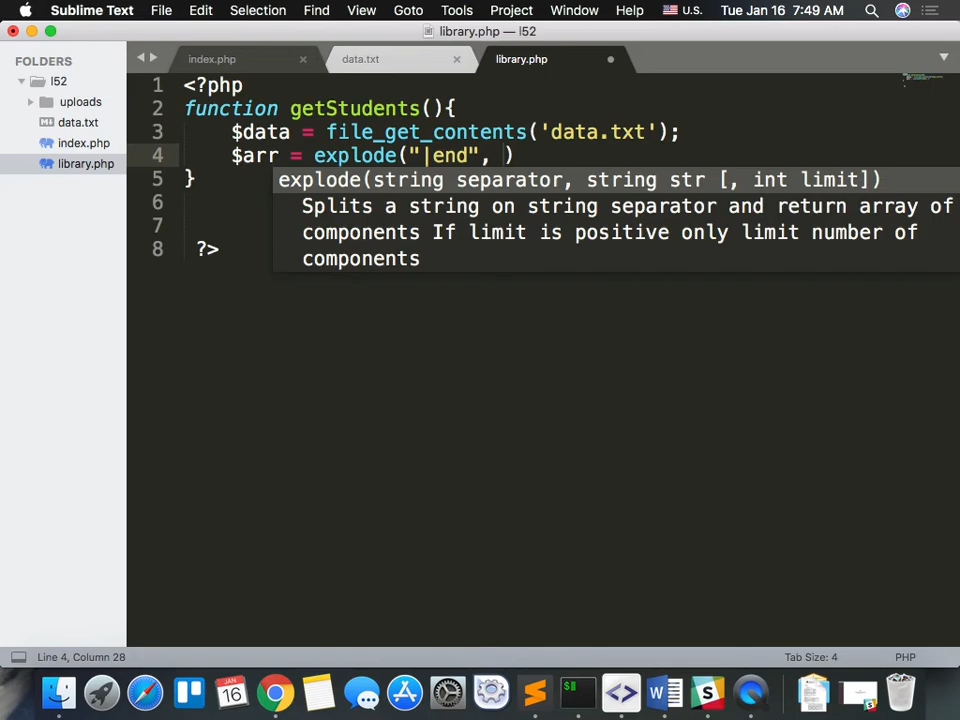 Sublime Text File Edit Selection Find View Goto Tools Project Window Help U.S. Tue Jan 16 7:49 AM
library.php — l52
FOLDERS
l52
uploads
data.txt
index.php
library.php
index.php
data.txt
library.php
1 <?php
2 function getStudents(){
3 $data = file_get_contents('data.txt');
4 $arr = explode("|end", )
explode(string separator, string str [, int limit])
Splits a string on string separator and return array of
components If limit is positive only limit number of
components
5 }
6
7
8 ?>
Line 4, Column 28 Tab Size: 4 PHP
16